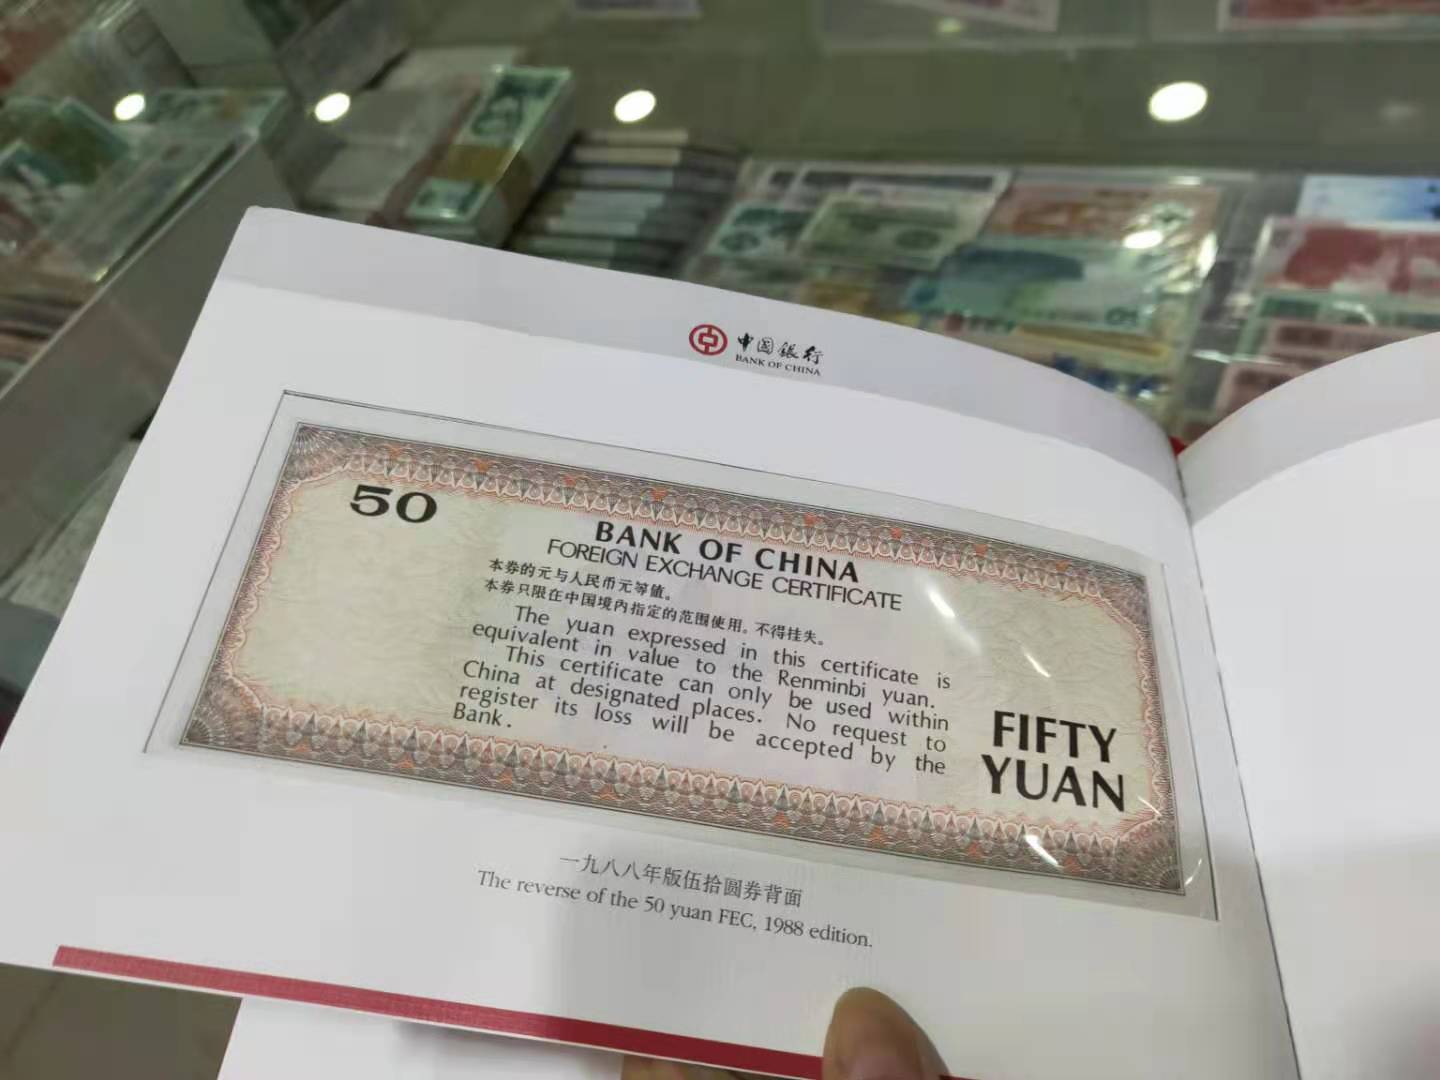 中国银行
BANK OF CHINA
50
BANK OF CHINA
FOREIGN EXCHANGE CERTIFICATE
本券的元与人民币元等值。
本券只限在中国境内指定的范围使用。不得挂失。
The yuan expressed in this certificate is
equivalent in value to the Renminbi yuan.
This certificate can only be used within
China at designated places. No request to
register its loss will be accepted by the
Bank.
FIFTY
YUAN
一九八八年版伍拾圆券背面
The reverse of the 50 yuan FEC, 1988 edition.